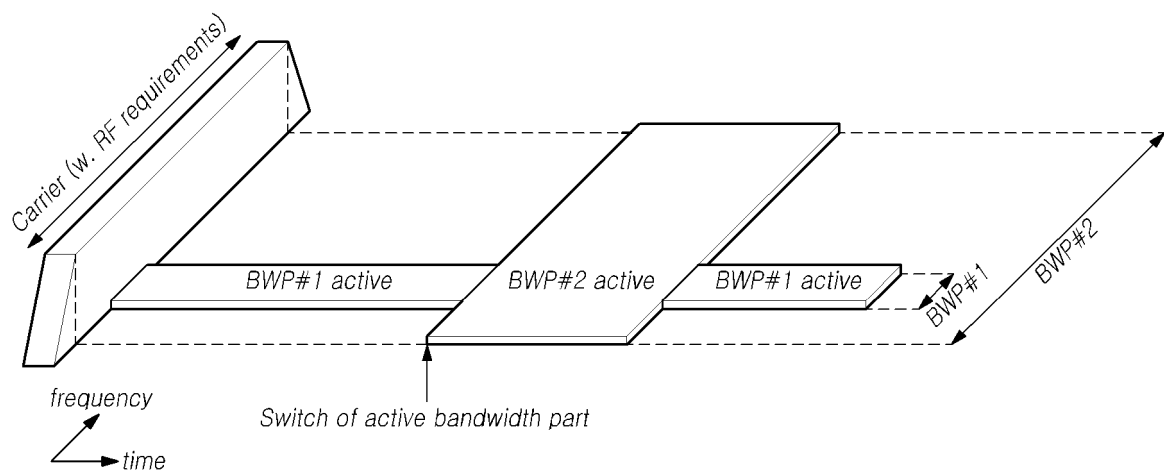 Carrier (w. RF requirements)
BWP#1 active
BWP#2 active
BWP#1 active
BWP#1
BWP#2
frequency
time
Switch of active bandwidth part